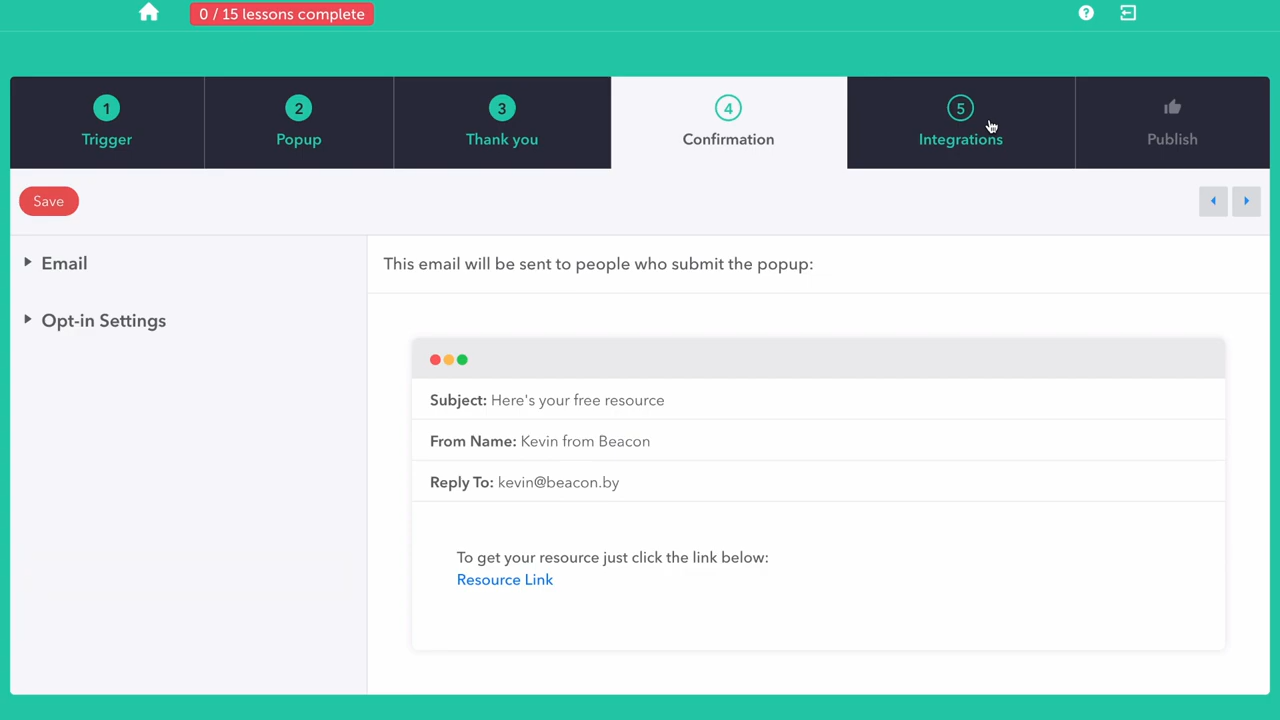 0 / 15 lessons complete
?
1
Trigger
2
Popup
3
Thank you
4
Confirmation
5
Integrations
Publish
Save
Email
Opt-in Settings
This email will be sent to people who submit the popup:
Subject: Here's your free resource
From Name: Kevin from Beacon
Reply To: kevin@beacon.by
To get your resource just click the link below:
Resource Link